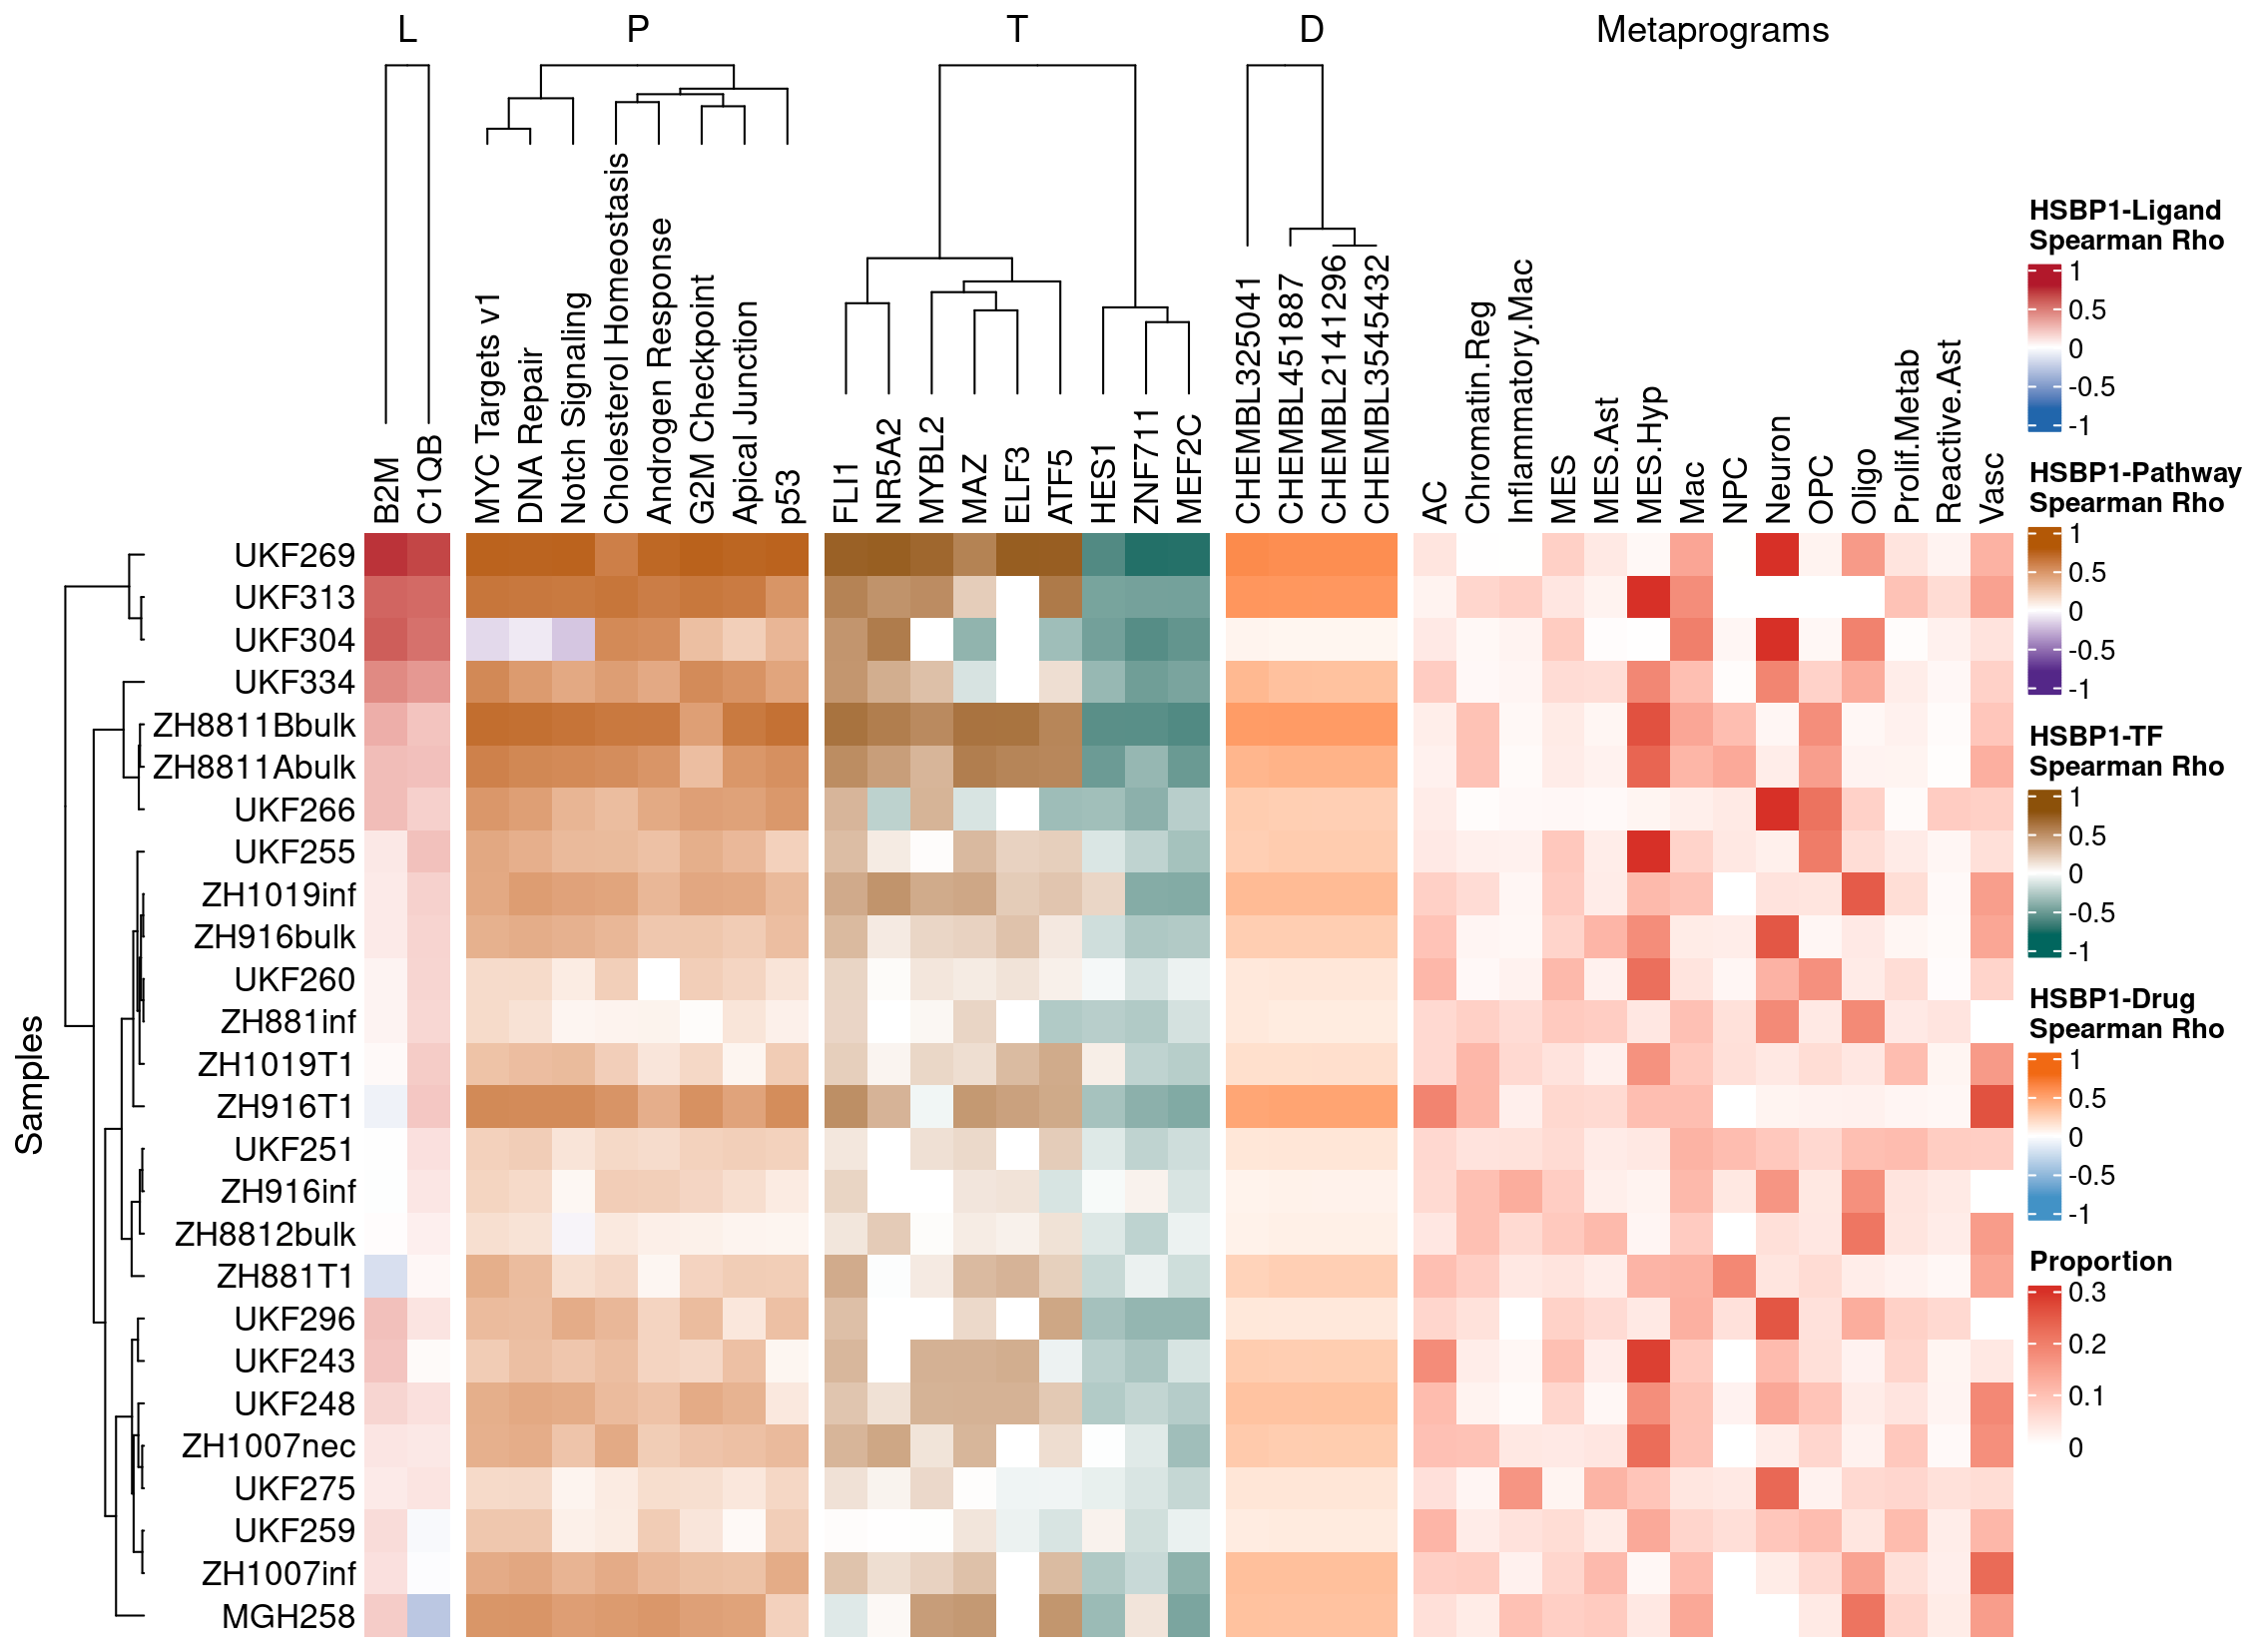 L
P
T
D
Metaprograms
B2M
C1QB
MYC Targets v1
DNA Repair
Notch Signaling
Cholesterol Homeostasis
Androgen Response
G2M Checkpoint
Apical Junction
p53
FLI1
NR5A2
MYBL2
MAZ
ELF3
ATF5
HES1
ZNF711
MEF2C
CHEMBL325041
CHEMBL451887
CHEMBL2141296
CHEMBL3545432
AC
Chromatin.Reg
Inflammatory.Mac
MES
MES.Ast
MES.Hyp
Mac
NPC
Neuron
OPC
Oligo
Prolif.Metab
Reactive.Ast
Vasc
Samples
UKF269
UKF313
UKF304
UKF334
ZH8811Bbulk
ZH8811Abulk
UKF266
UKF255
ZH1019inf
ZH916bulk
UKF260
ZH881inf
ZH1019T1
ZH916T1
UKF251
ZH916inf
ZH8812bulk
ZH881T1
UKF296
UKF243
UKF248
ZH1007nec
UKF275
UKF259
ZH1007inf
MGH258
HSBP1-Ligand
Spearman Rho
1
0.5
0
-0.5
-1
HSBP1-Pathway
Spearman Rho
1
0.5
0
-0.5
-1
HSBP1-TF
Spearman Rho
1
0.5
0
-0.5
-1
HSBP1-Drug
Spearman Rho
1
0.5
0
-0.5
-1
Proportion
0.3
0.2
0.1
0